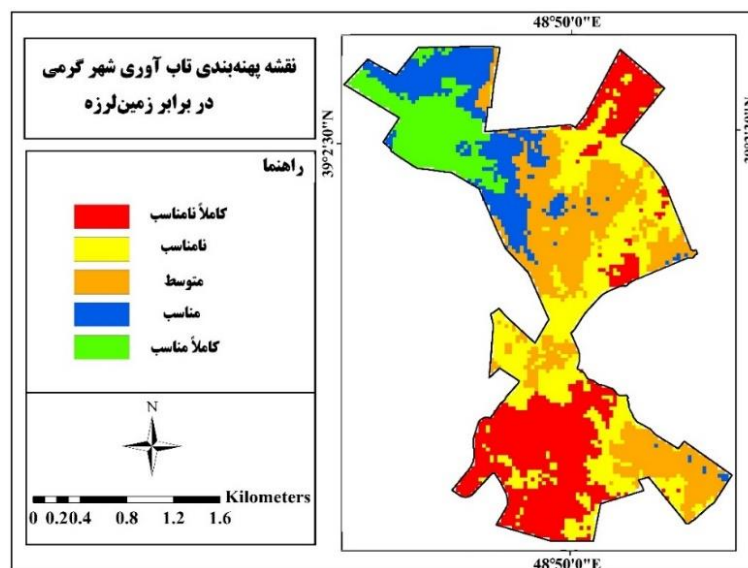 نقشه پهنه‌بندی تاب آوری شهر گرمی
در برابر زمین‌لرزه
راهنما
کاملاً نامناسب
نامناسب
متوسط
مناسب
کاملاً مناسب
N
Kilometers
0 0.20.4 0.8 1.2 1.6
48°50'0"E
39°2'30"N
48°50'0"E